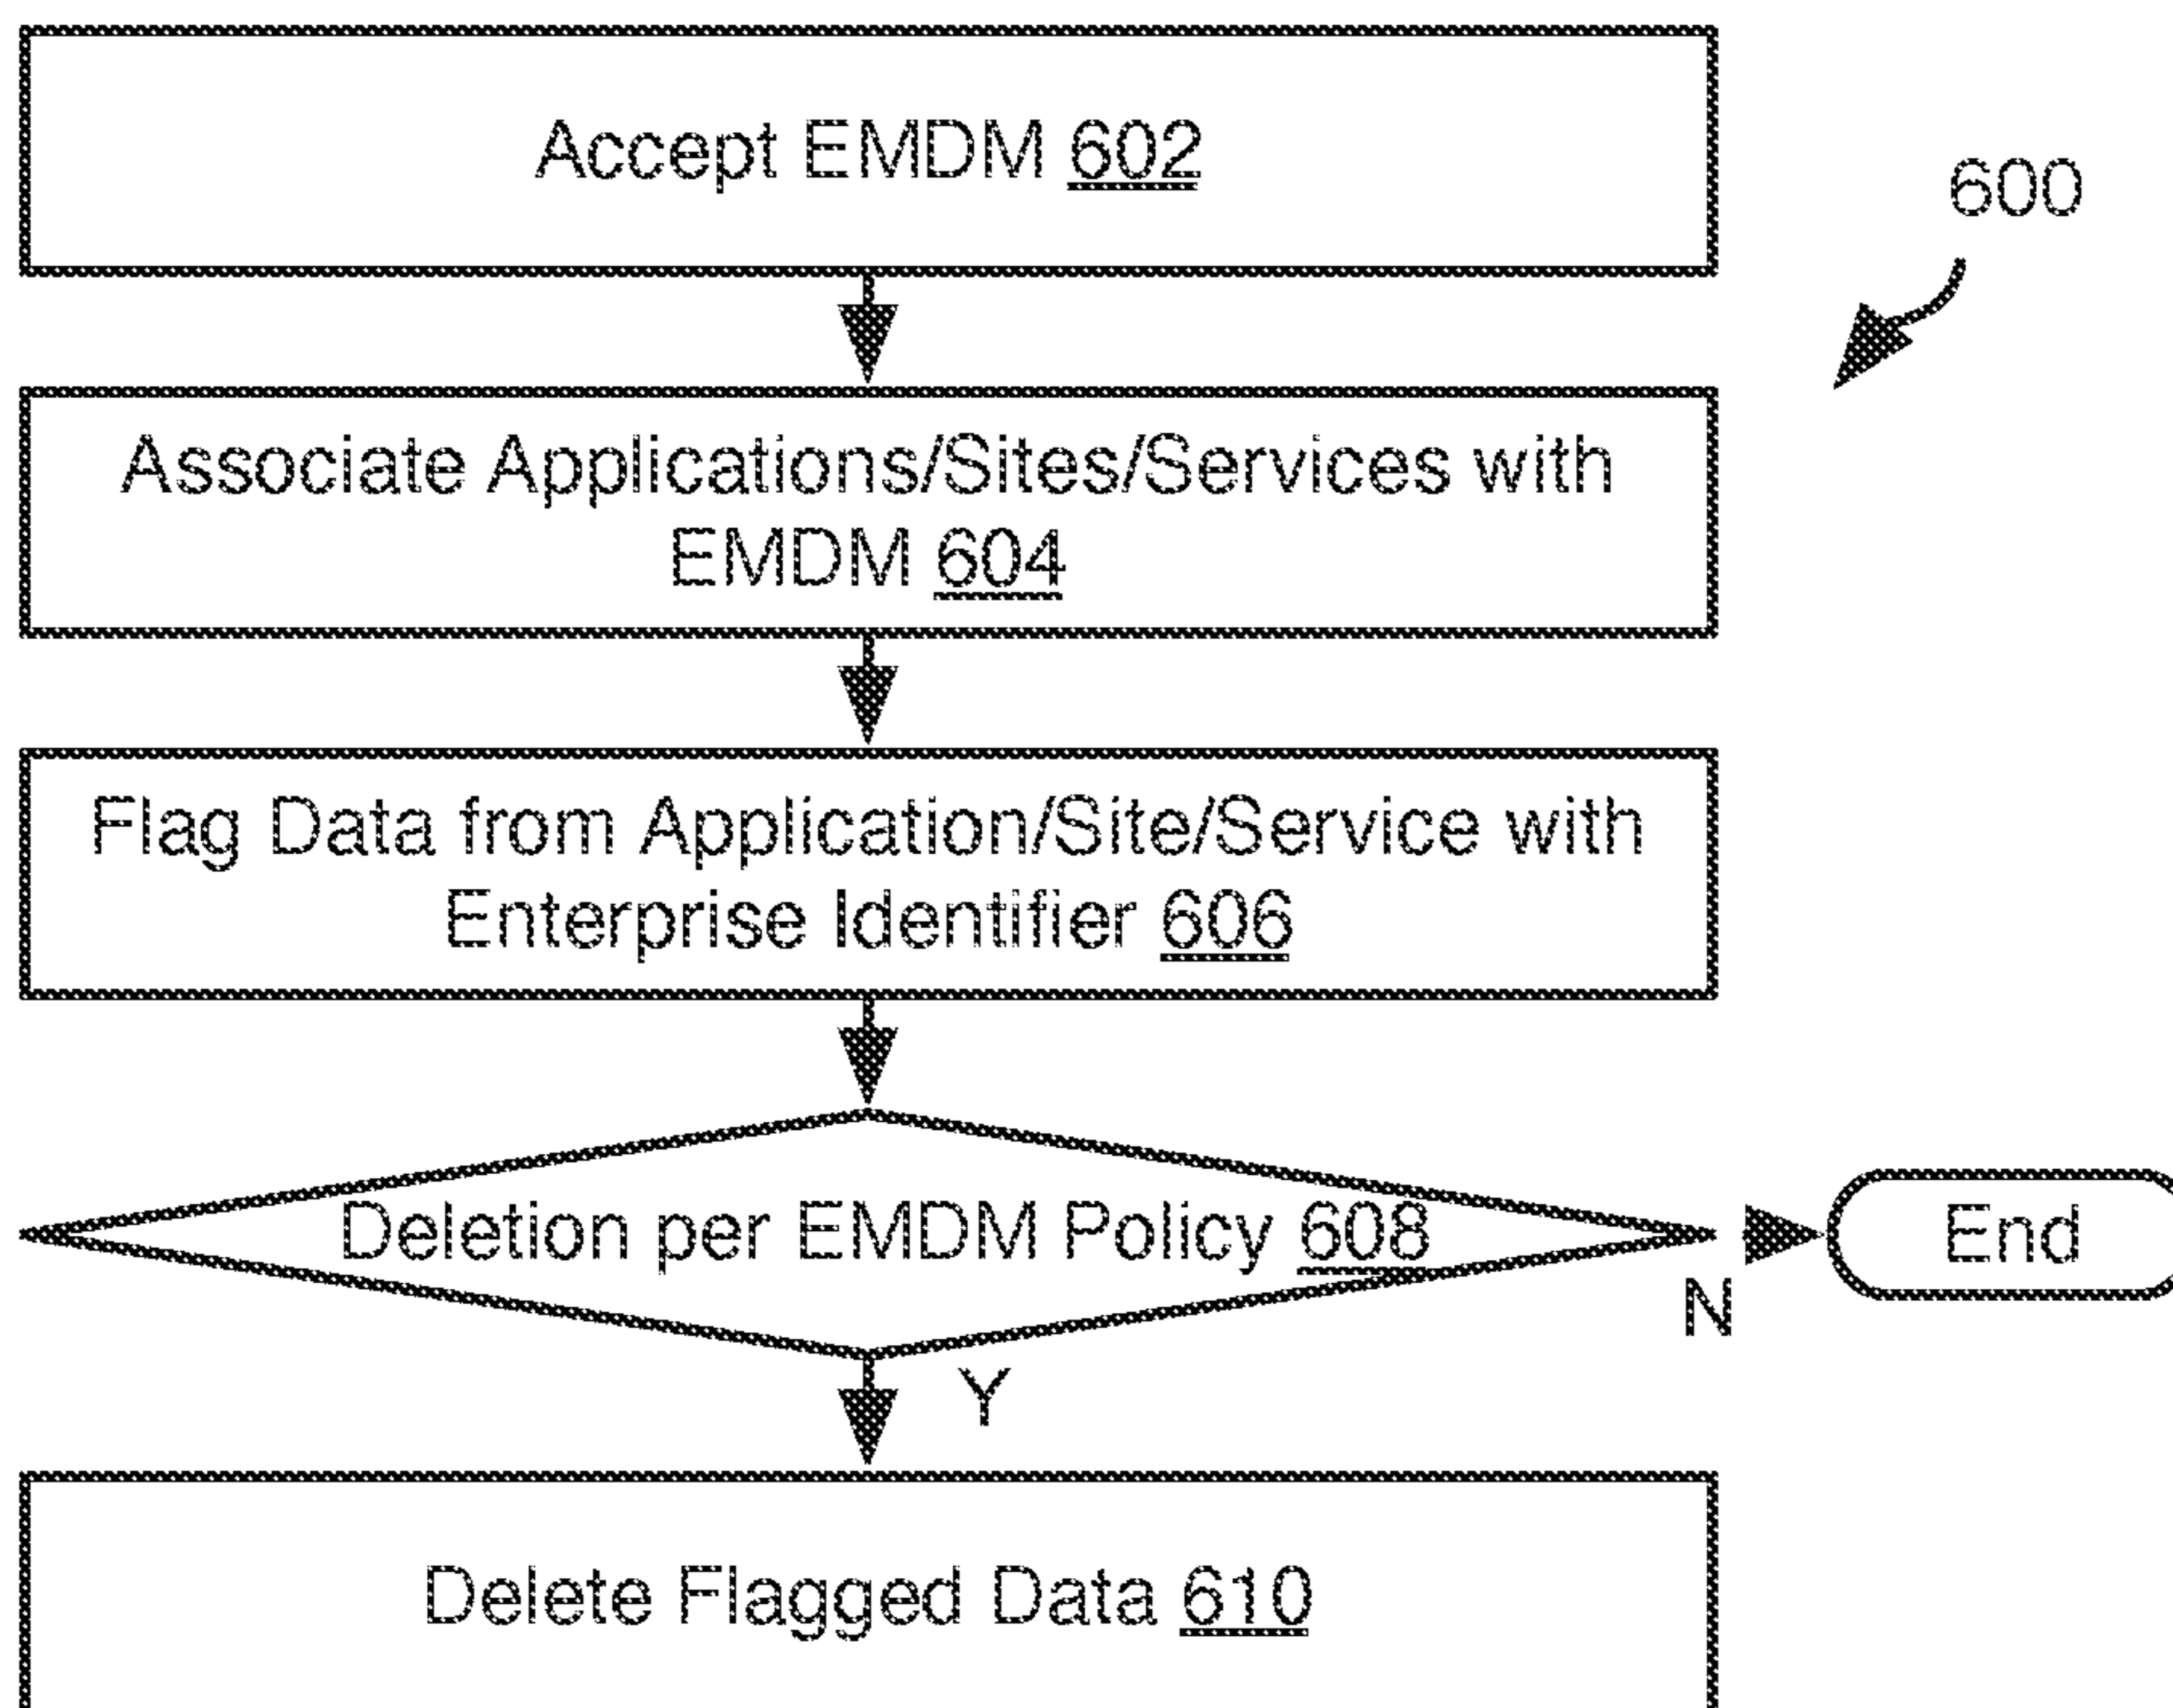 Accept EMDM 602
600
Associate Applications/Sites/Services with
EMDM 604
Flag Data from Application/Site/Service with
Enterprise Identifier 606
Deletion per EMDM Policy 608
End
N
Y
Delete Flagged Data 610